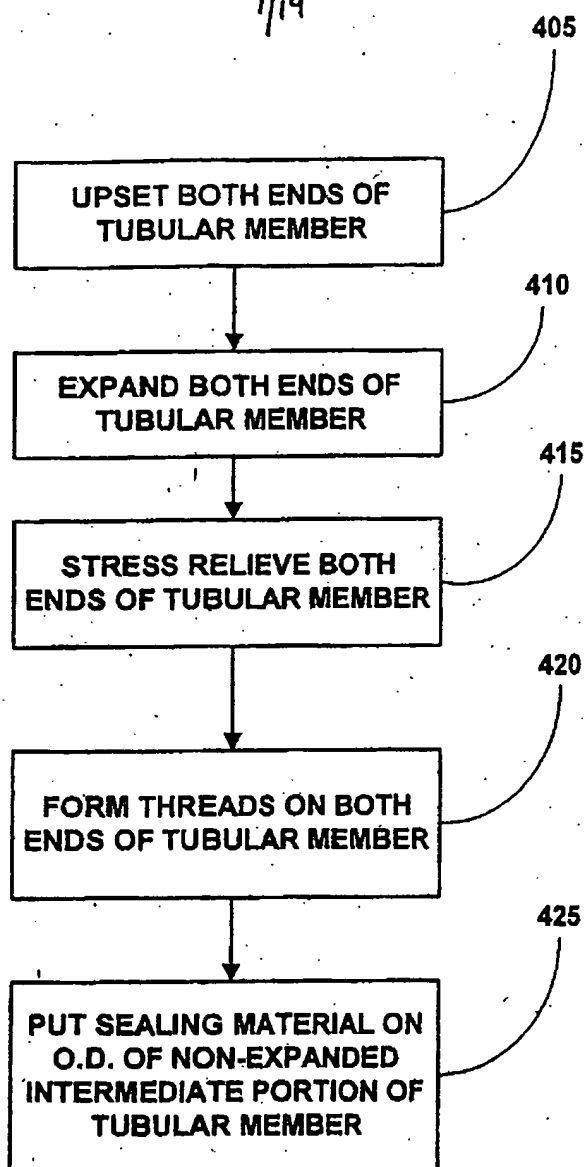 7/19
405
UPSET BOTH ENDS OF
TUBULAR MEMBER
410
EXPAND BOTH ENDS OF
TUBULAR MEMBER
415
STRESS RELIEVE BOTH
ENDS OF TUBULAR MEMBER
420
FORM THREADS ON BOTH
ENDS OF TUBULAR MEMBER
425
PUT SEALING MATERIAL ON
O.D. OF NON-EXPANDED
INTERMEDIATE PORTION OF
TUBULAR MEMBER